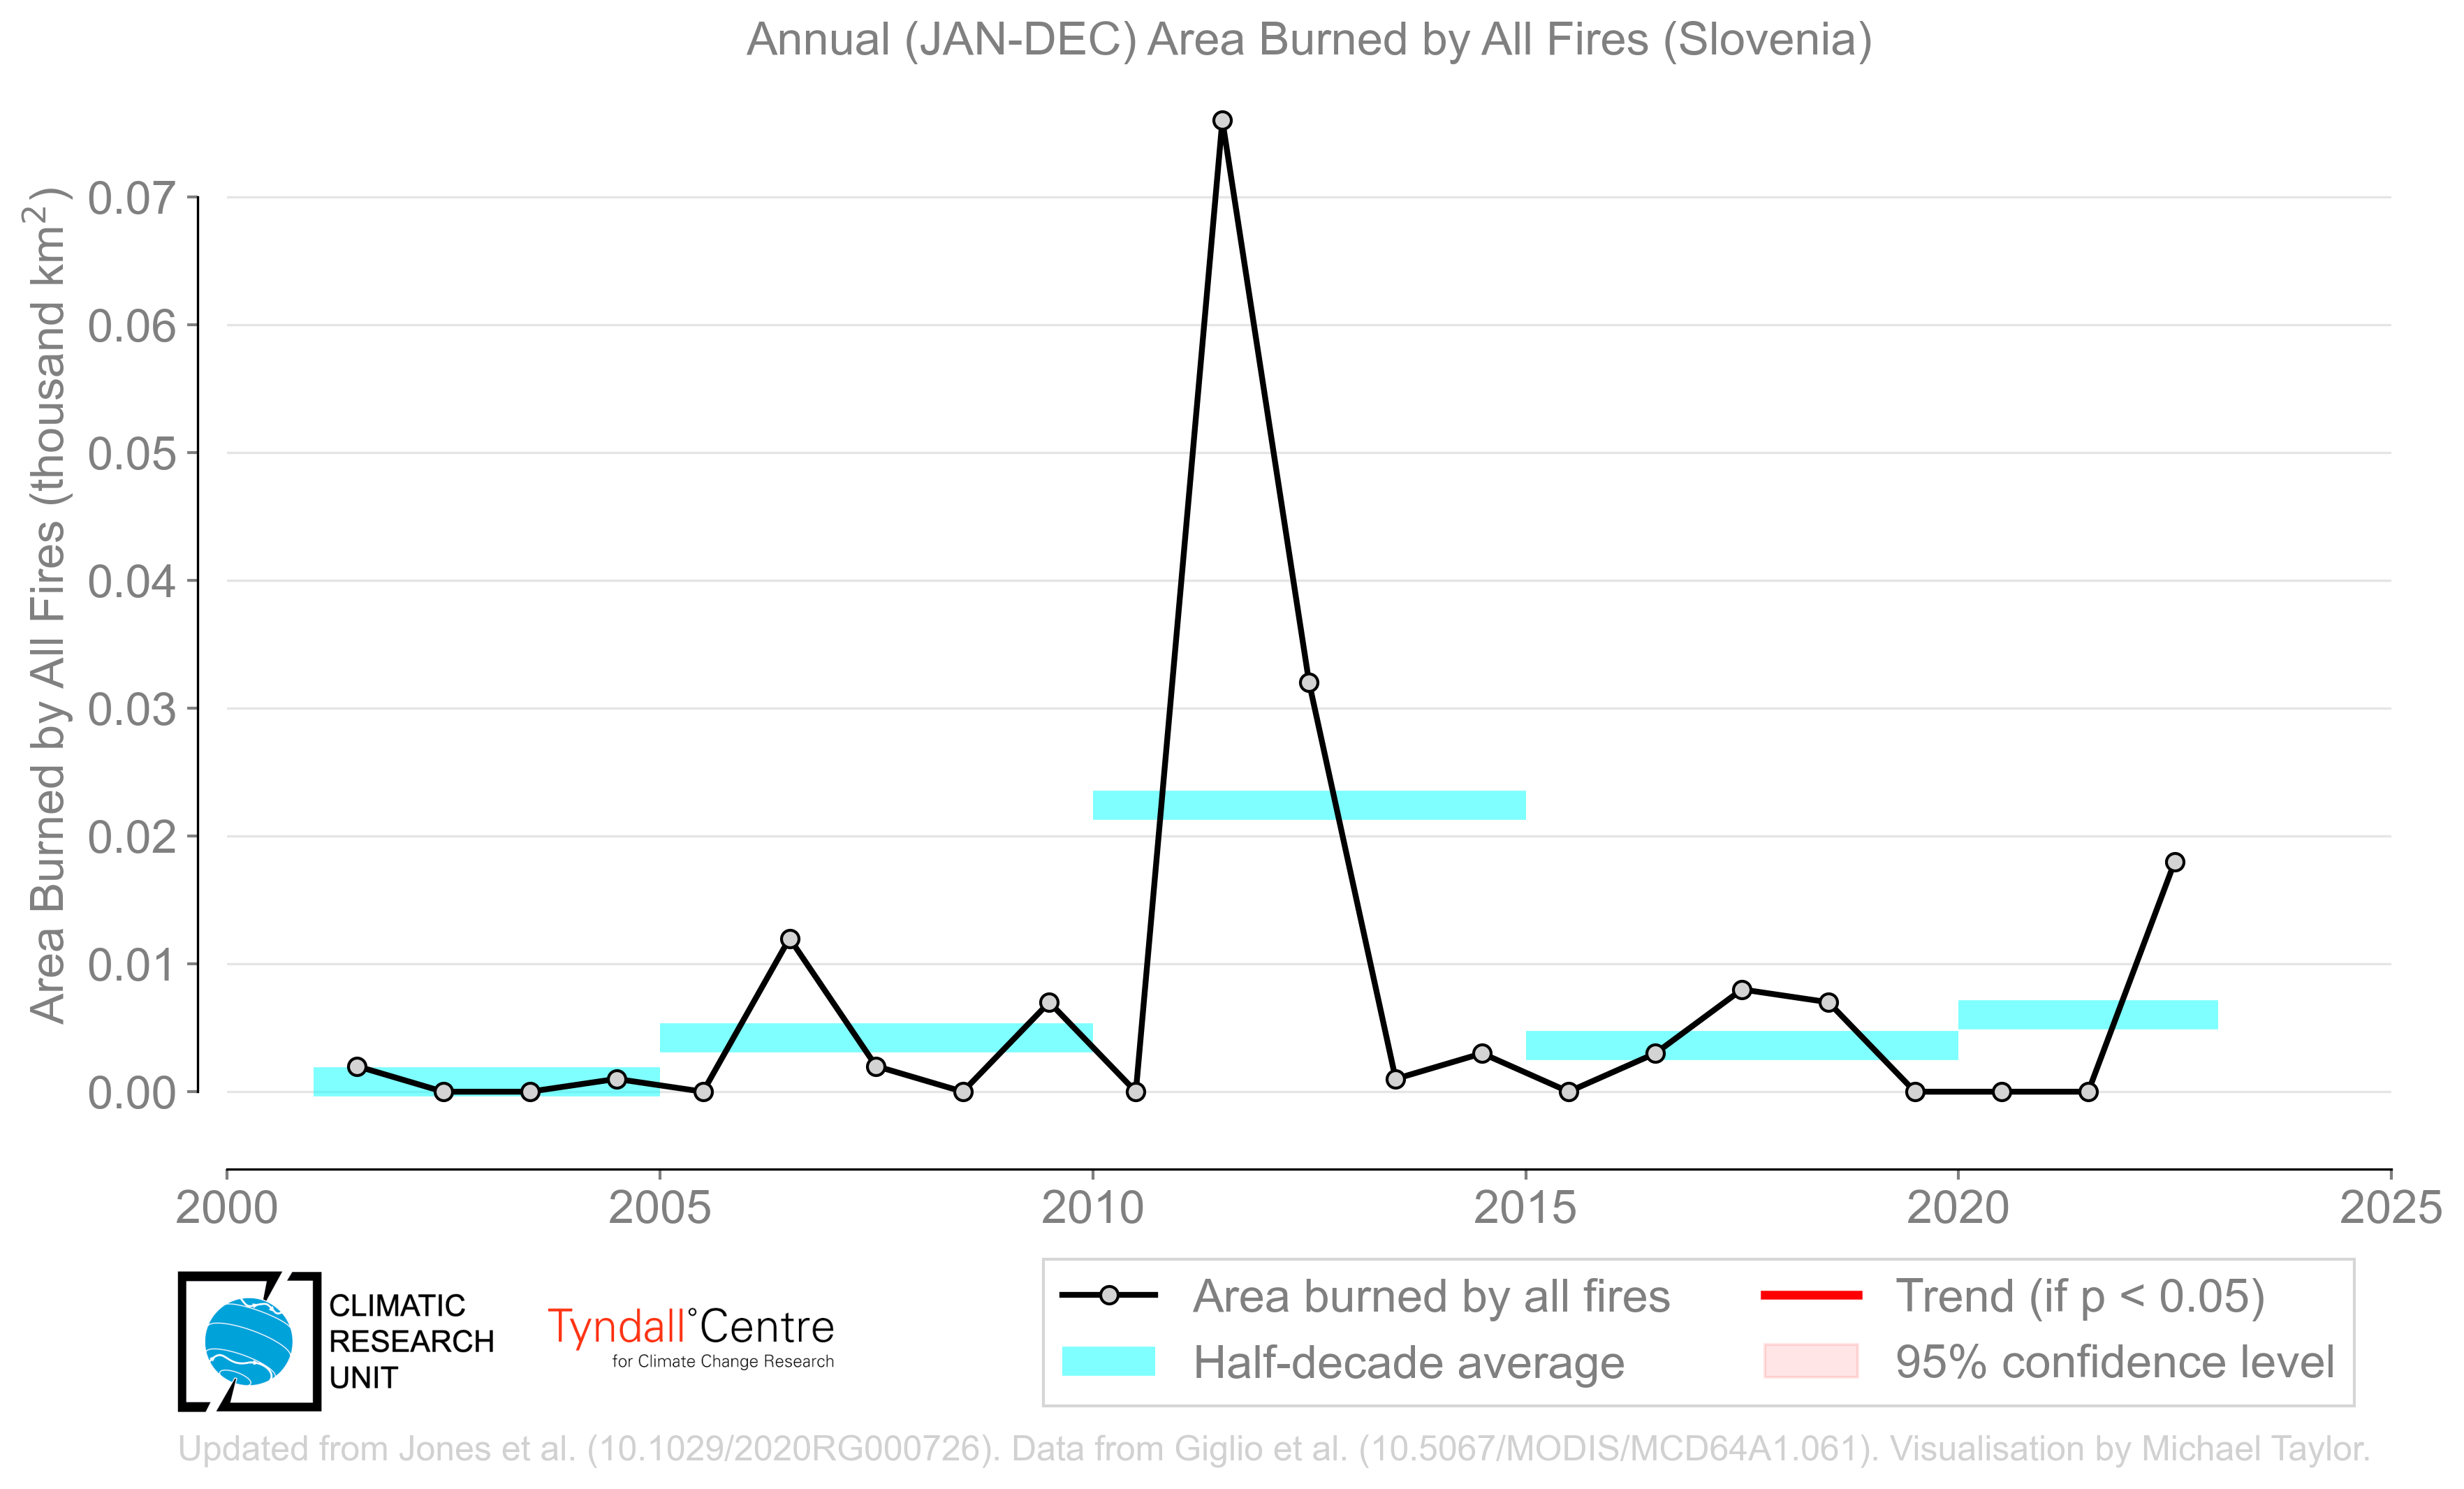 Annual (JAN-DEC) Area Burned by All Fires (Slovenia)
Area Burned by All Fires (thousand km²)
0.07
0.06
0.05
0.04
0.03
0.02
0.01
0.00
2000 2005 2010 2015 2020 2025
CLIMATIC
RESEARCH
UNIT
Tyndall°Centre
for Climate Change Research
Area burned by all fires
Half-decade average
Trend (if p < 0.05)
95% confidence level
Updated from Jones et al. (10.1029/2020RG000726). Data from Giglio et al. (10.5067/MODIS/MCD64A1.061). Visualisation by Michael Taylor.